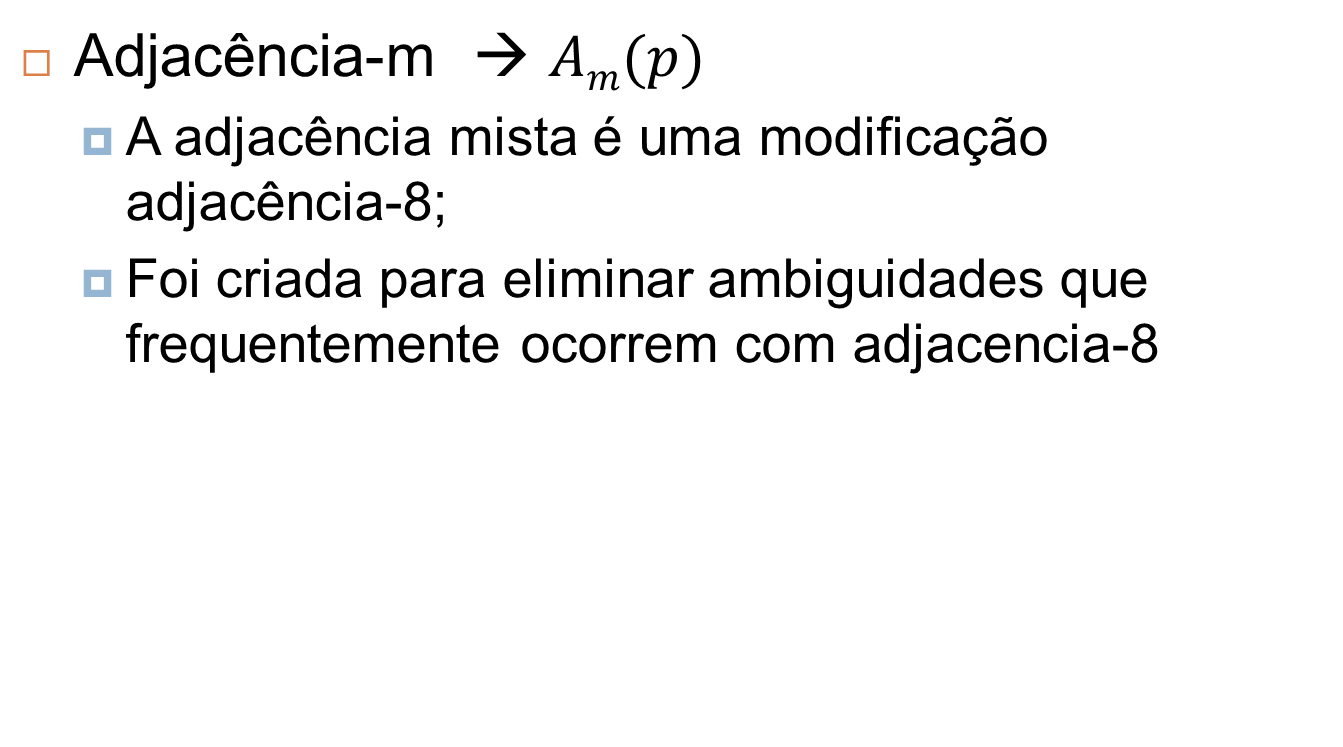 Adjacência-m → A_m(p)
A adjacência mista é uma modificação
adjacência-8;
Foi criada para eliminar ambiguidades que
frequentemente ocorrem com adjacencia-8